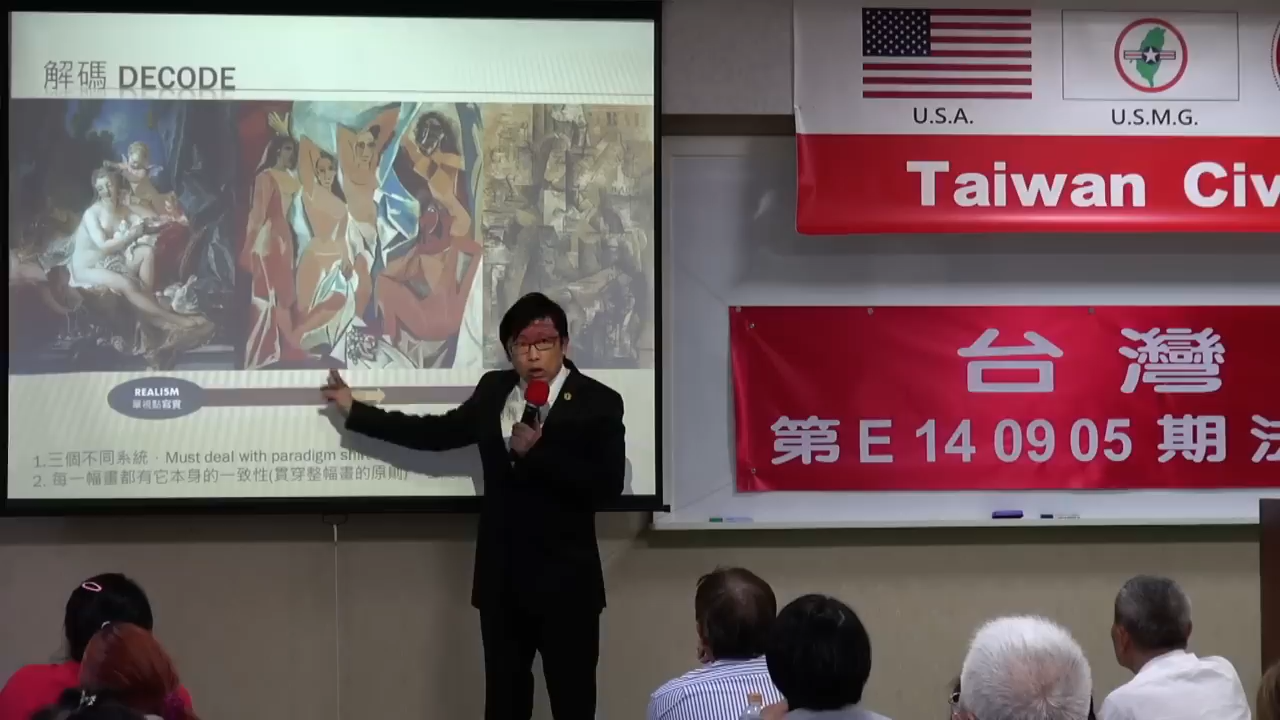 解碼 DECODE
REALISM
單視點寫實
1. 三個不同系統．Must deal with paradigm shi
2. 每一幅畫都有它本身的一致性(貫穿整幅畫的原則)
U.S.A.
U.S.M.G.
Taiwan Civ
台灣
第 E 14 09 05 期 法